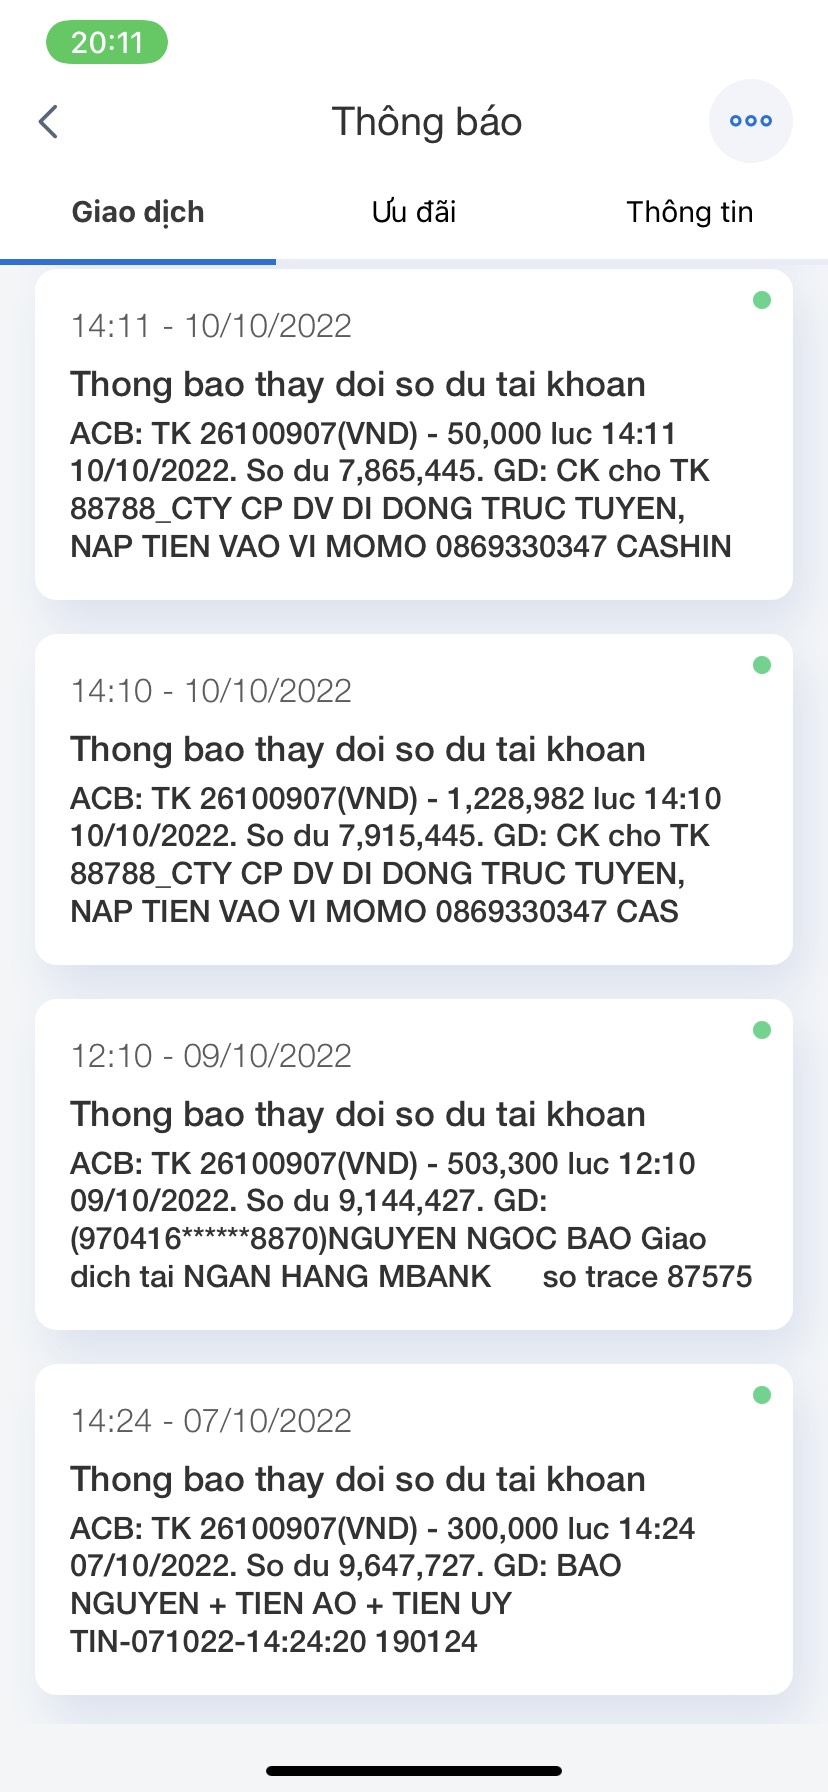 20:11
Thông báo
Giao dịch
Ưu đãi
Thông tin
14:11 - 10/10/2022
Thong bao thay doi so du tai khoan
ACB: TK 26100907(VND) - 50,000 luc 14:11
10/10/2022. So du 7,865,445. GD: CK cho TK
88788_CTY CP DV DI DONG TRUC TUYEN,
NAP TIEN VAO VI MOMO 0869330347 CASHIN
14:10 - 10/10/2022
Thong bao thay doi so du tai khoan
ACB: TK 26100907(VND) - 1,228,982 luc 14:10
10/10/2022. So du 7,915,445. GD: CK cho TK
88788_CTY CP DV DI DONG TRUC TUYEN,
NAP TIEN VAO VI MOMO 0869330347 CAS
12:10 - 09/10/2022
Thong bao thay doi so du tai khoan
ACB: TK 26100907(VND) - 503,300 luc 12:10
09/10/2022. So du 9,144,427. GD:
(970416******8870)NGUYEN NGOC BAO Giao
dich tai NGAN HANG MBANK so trace 87575
14:24 - 07/10/2022
Thong bao thay doi so du tai khoan
ACB: TK 26100907(VND) - 300,000 luc 14:24
07/10/2022. So du 9,647,727. GD: BAO
NGUYEN + TIEN AO + TIEN UY
TIN-071022-14:24:20 190124